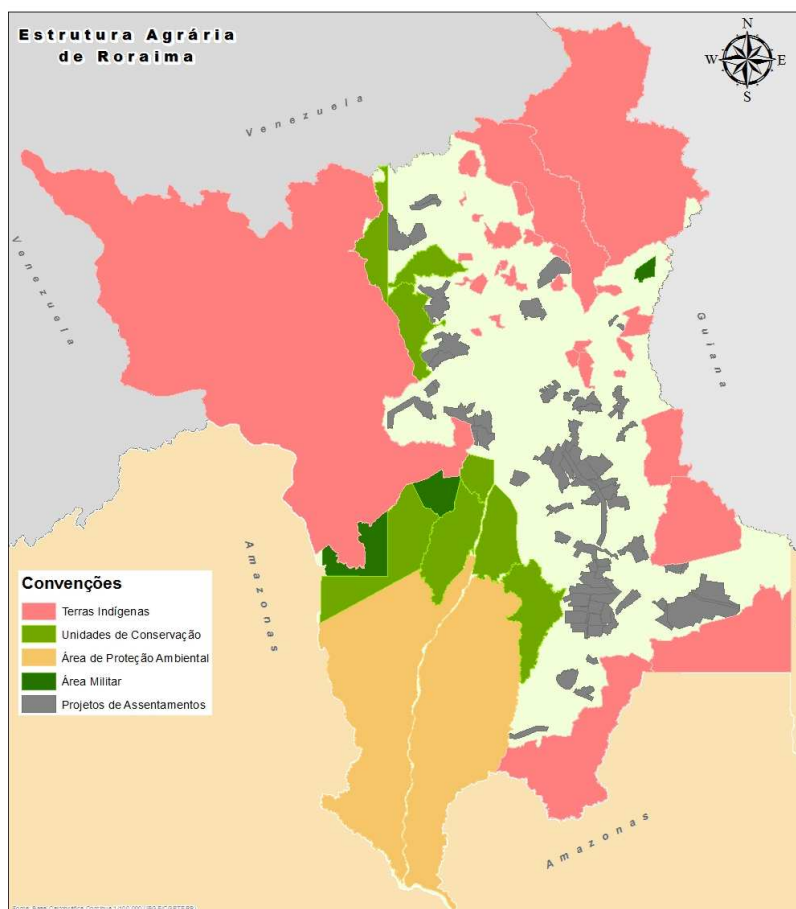 Estrutura Agrária
de Roraima
N
W
E
S
Venezuela
Venezuela
Guiana
Amazonas
Amazonas
Convenções
Terras Indígenas
Unidades de Conservação
Área de Proteção Ambiental
Área Militar
Projetos de Assentamentos